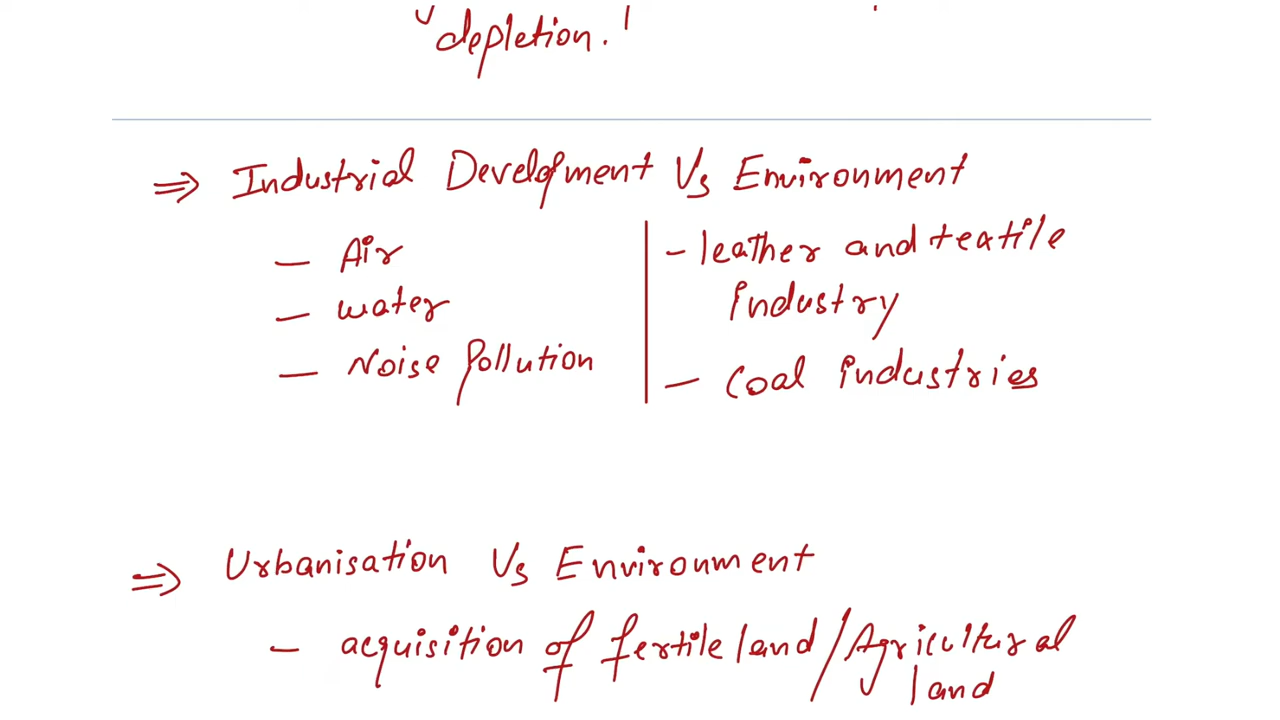 depletion.
⇒ Industrial Development Vs Environment
— Air
— water
— Noise Pollution
- leather and textile
industry
— Coal industries
⇒ Urbanisation Vs Environment
— acquisition of fertile land/Agricultural
land